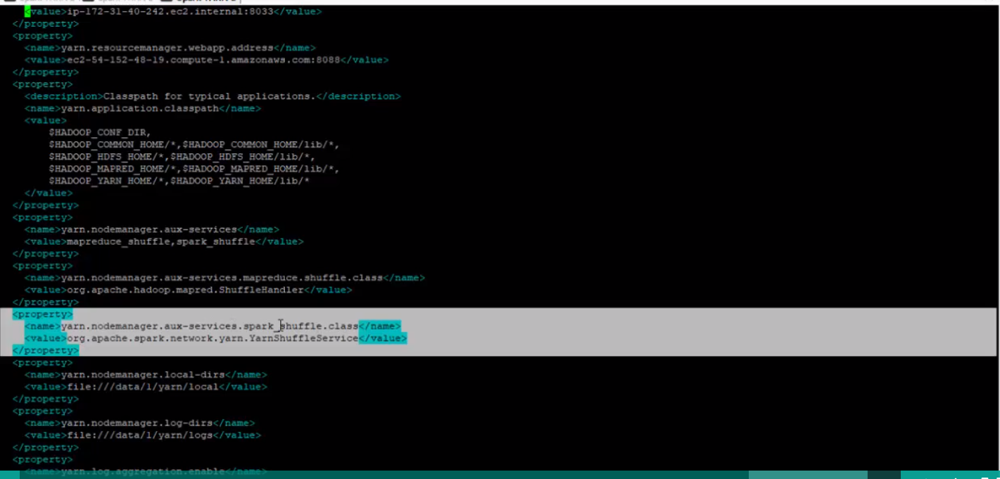 <value>ip-172-31-40-242.ec2.internal:8033</value>
</property>
<property>
<name>yarn.resourcemanager.webapp.address</name>
<value>ec2-54-152-48-19.compute-1.amazonaws.com:8088</value>
</property>
<property>
<description>Classpath for typical applications.</description>
<name>yarn.application.classpath</name>
<value>
$HADOOP_CONF_DIR,
$HADOOP_COMMON_HOME/*,$HADOOP_COMMON_HOME/lib/*,
$HADOOP_HDFS_HOME/*,$HADOOP_HDFS_HOME/lib/*,
$HADOOP_MAPRED_HOME/*,$HADOOP_MAPRED_HOME/lib/*,
$HADOOP_YARN_HOME/*,$HADOOP_YARN_HOME/lib/*
</value>
</property>
<property>
<name>yarn.nodemanager.aux-services</name>
<value>mapreduce_shuffle,spark_shuffle</value>
</property>
<property>
<name>yarn.nodemanager.aux-services.mapreduce.shuffle.class</name>
<value>org.apache.hadoop.mapred.ShuffleHandler</value>
</property>
<property>
<name>yarn.nodemanager.aux-services.spark_shuffle.class</name>
<value>org.apache.spark.network.yarn.YarnShuffleService</value>
</property>
<property>
<name>yarn.nodemanager.local-dirs</name>
<value>file:///data/1/yarn/local</value>
</property>
<property>
<name>yarn.nodemanager.log-dirs</name>
<value>file:///data/1/yarn/logs</value>
</property>
<property>
<name>yarn.log.aggregation.enable</name>